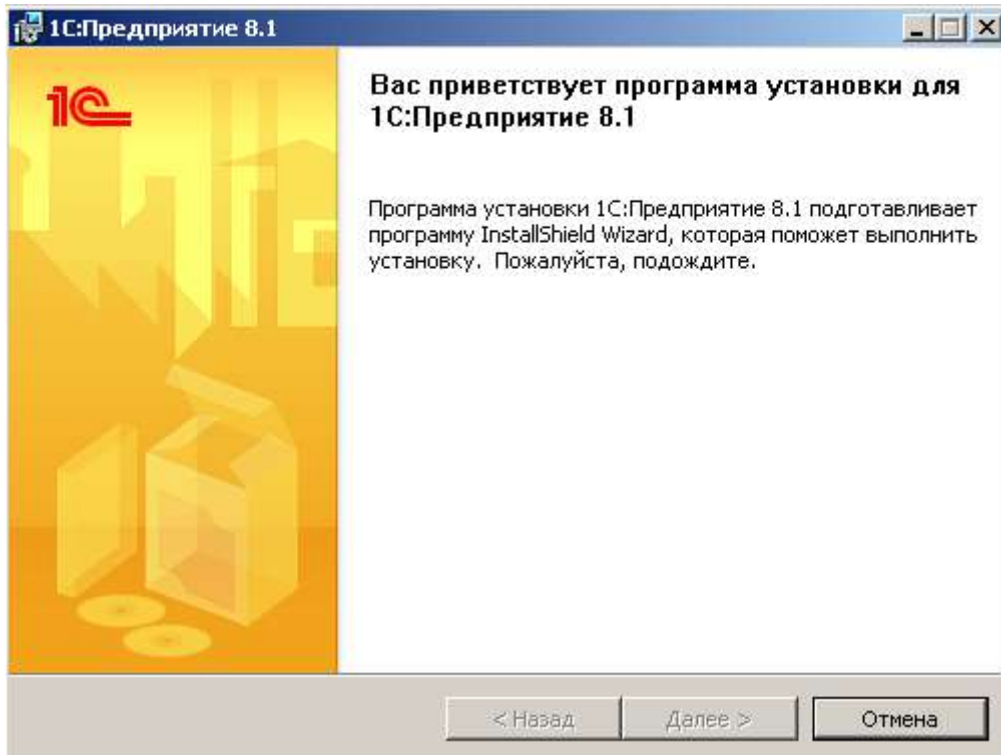 1С:Предприятие 8.1
1С
Вас приветствует программа установки для
1С:Предприятие 8.1
Программа установки 1С:Предприятие 8.1 подготавливает
программу InstallShield Wizard, которая поможет выполнить
установку.  Пожалуйста, подождите.
< Назад
Далее >
Отмена